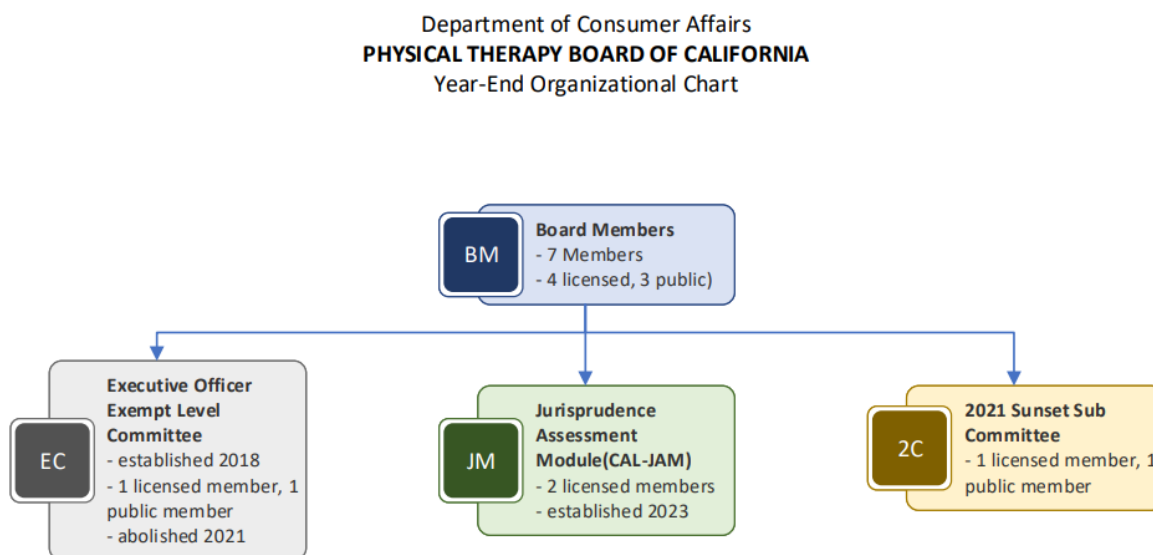 Department of Consumer Affairs
PHYSICAL THERAPY BOARD OF CALIFORNIA
Year-End Organizational Chart
BM
Board Members
- 7 Members
- 4 licensed, 3 public)
EC
Executive Officer
Exempt Level
Committee
- established 2018
- 1 licensed member, 1
public member
- abolished 2021
JM
Jurisprudence
Assessment
Module(CAL-JAM)
- 2 licensed members
- established 2023
2C
2021 Sunset Sub
Committee
- 1 licensed member, 1
public member